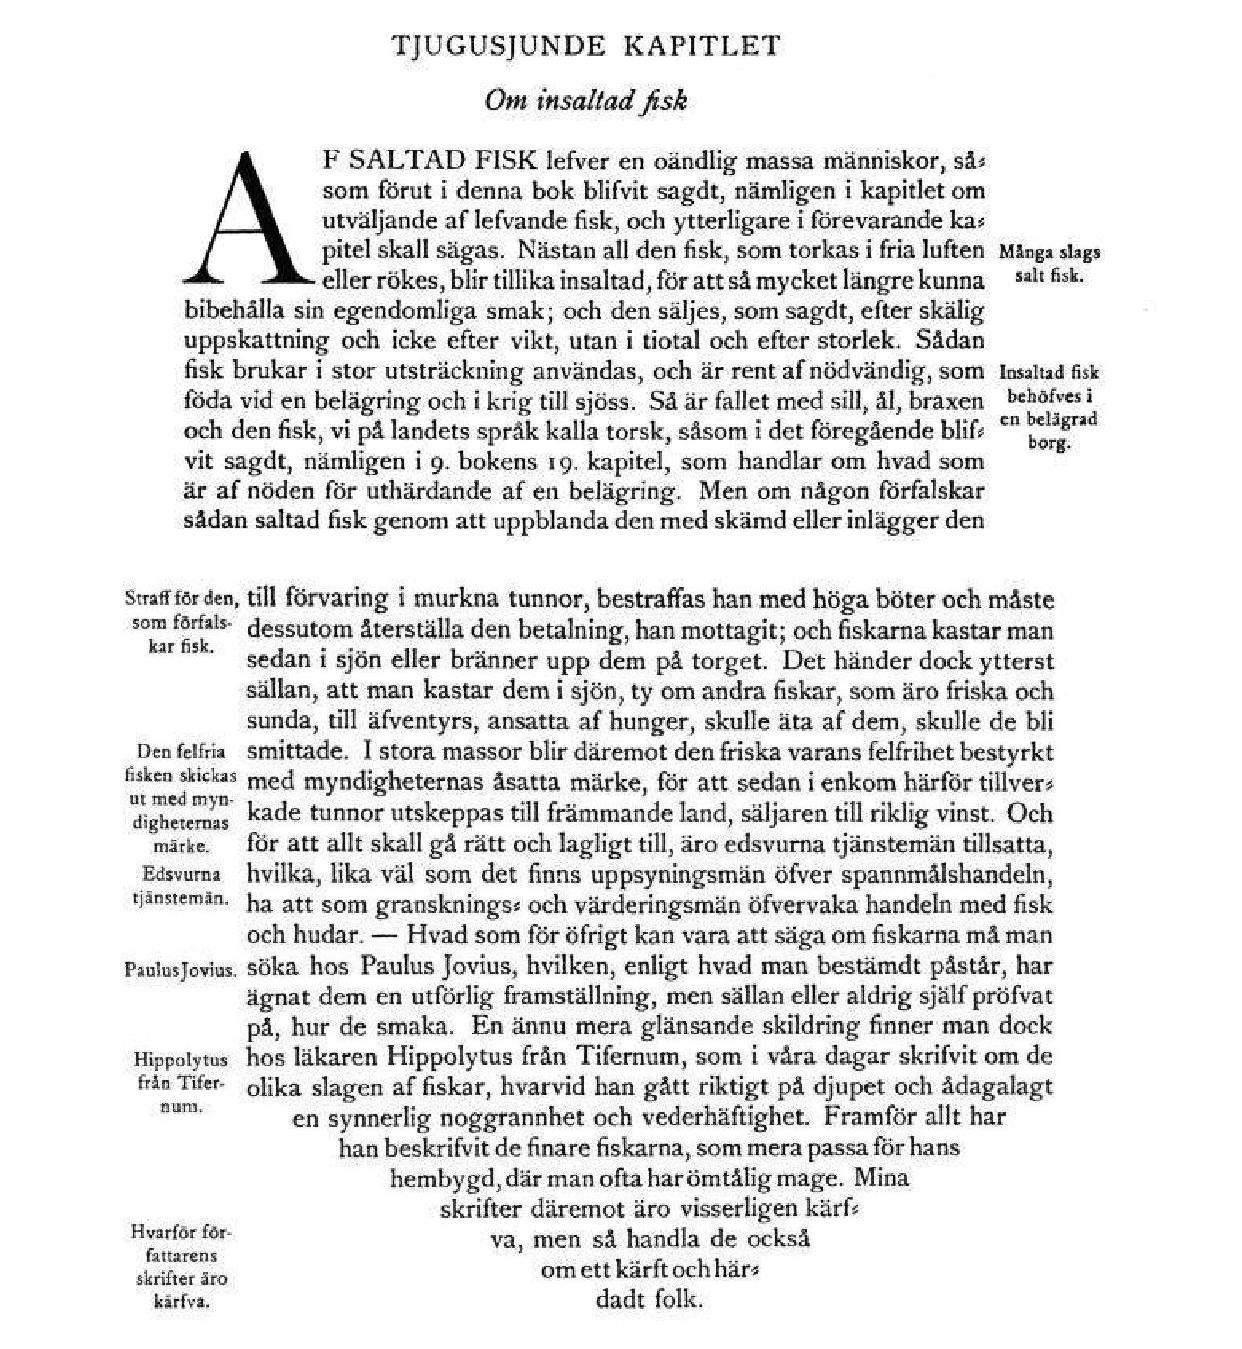 TJUGUSJUNDE KAPITLET
Om insaltad fisk
AF SALTAD FISK lefver en oändlig massa människor, så⸗
som förut i denna bok blifvit sagdt, nämligen i kapitlet om
utväljande af lefvande fisk, och ytterligare i förevarande ka⸗
pitel skall sägas. Nästan all den fisk, som torkas i fria luften
eller rökes, blir tillika insaltad, för att så mycket längre kunna
Många slags
salt fisk.
bibehålla sin egendomliga smak; och den säljes, som sagdt, efter skälig
uppskattning och icke efter vikt, utan i tiotal och efter storlek. Sådan
fisk brukar i stor utsträckning användas, och är rent af nödvändig, som
föda vid en belägring och i krig till sjöss. Så är fallet med sill, ål, braxen
och den fisk, vi på landets språk kalla torsk, såsom i det föregående blif⸗
Insaltad fisk
behöfves i
en belägrad
borg.
vit sagdt, nämligen i 9. bokens 19. kapitel, som handlar om hvad som
är af nöden för uthärdande af en belägring. Men om någon förfalskar
sådan saltad fisk genom att uppblanda den med skämd eller inlägger den
Straff för den,
som förfals-
kar fisk.
till förvaring i murkna tunnor, bestraffas han med höga böter och måste
dessutom återställa den betalning, han mottagit; och fiskarna kastar man
sedan i sjön eller bränner upp dem på torget. Det händer dock ytterst
sällan, att man kastar dem i sjön, ty om andra fiskar, som äro friska och
sunda, till äfventyrs, ansatta af hunger, skulle äta af dem, skulle de bli
Den felfria
fisken skickas
ut med myn-
digheternas
märke.
smittade. I stora massor blir däremot den friska varans felfrihet bestyrkt
med myndigheternas åsatta märke, för att sedan i enkom härför tillver⸗
kade tunnor utskeppas till främmande land, säljaren till riklig vinst. Och
för att allt skall gå rätt och lagligt till, äro edsvurna tjänstemän tillsatta,
Edsvurna
tjänstemän.
hvilka, lika väl som det finns uppsyningsmän öfver spannmålshandeln,
ha att som gransknings⸗ och värderingsmän öfvervaka handeln med fisk
och hudar. — Hvad som för öfrigt kan vara att säga om fiskarna må man
Paulus Jovius.
söka hos Paulus Jovius, hvilken, enligt hvad man bestämdt påstår, har
ägnat dem en utförlig framställning, men sällan eller aldrig själf pröfvat
på, hur de smaka. En ännu mera glänsande skildring finner man dock
Hippolytus
från Tifer-
num.
hos läkaren Hippolytus från Tifernum, som i våra dagar skrifvit om de
olika slagen af fiskar, hvarvid han gått riktigt på djupet och ådagalagt
en synnerlig noggrannhet och vederhäftighet. Framför allt har
han beskrifvit de finare fiskarna, som mera passa för hans
hembygd, där man ofta har ömtålig mage. Mina
skrifter däremot äro visserligen kärf⸗
Hvarför för-
fattarens
skrifter äro
kärfva.
va, men så handla de också
om ett kärft och här⸗
dadt folk.